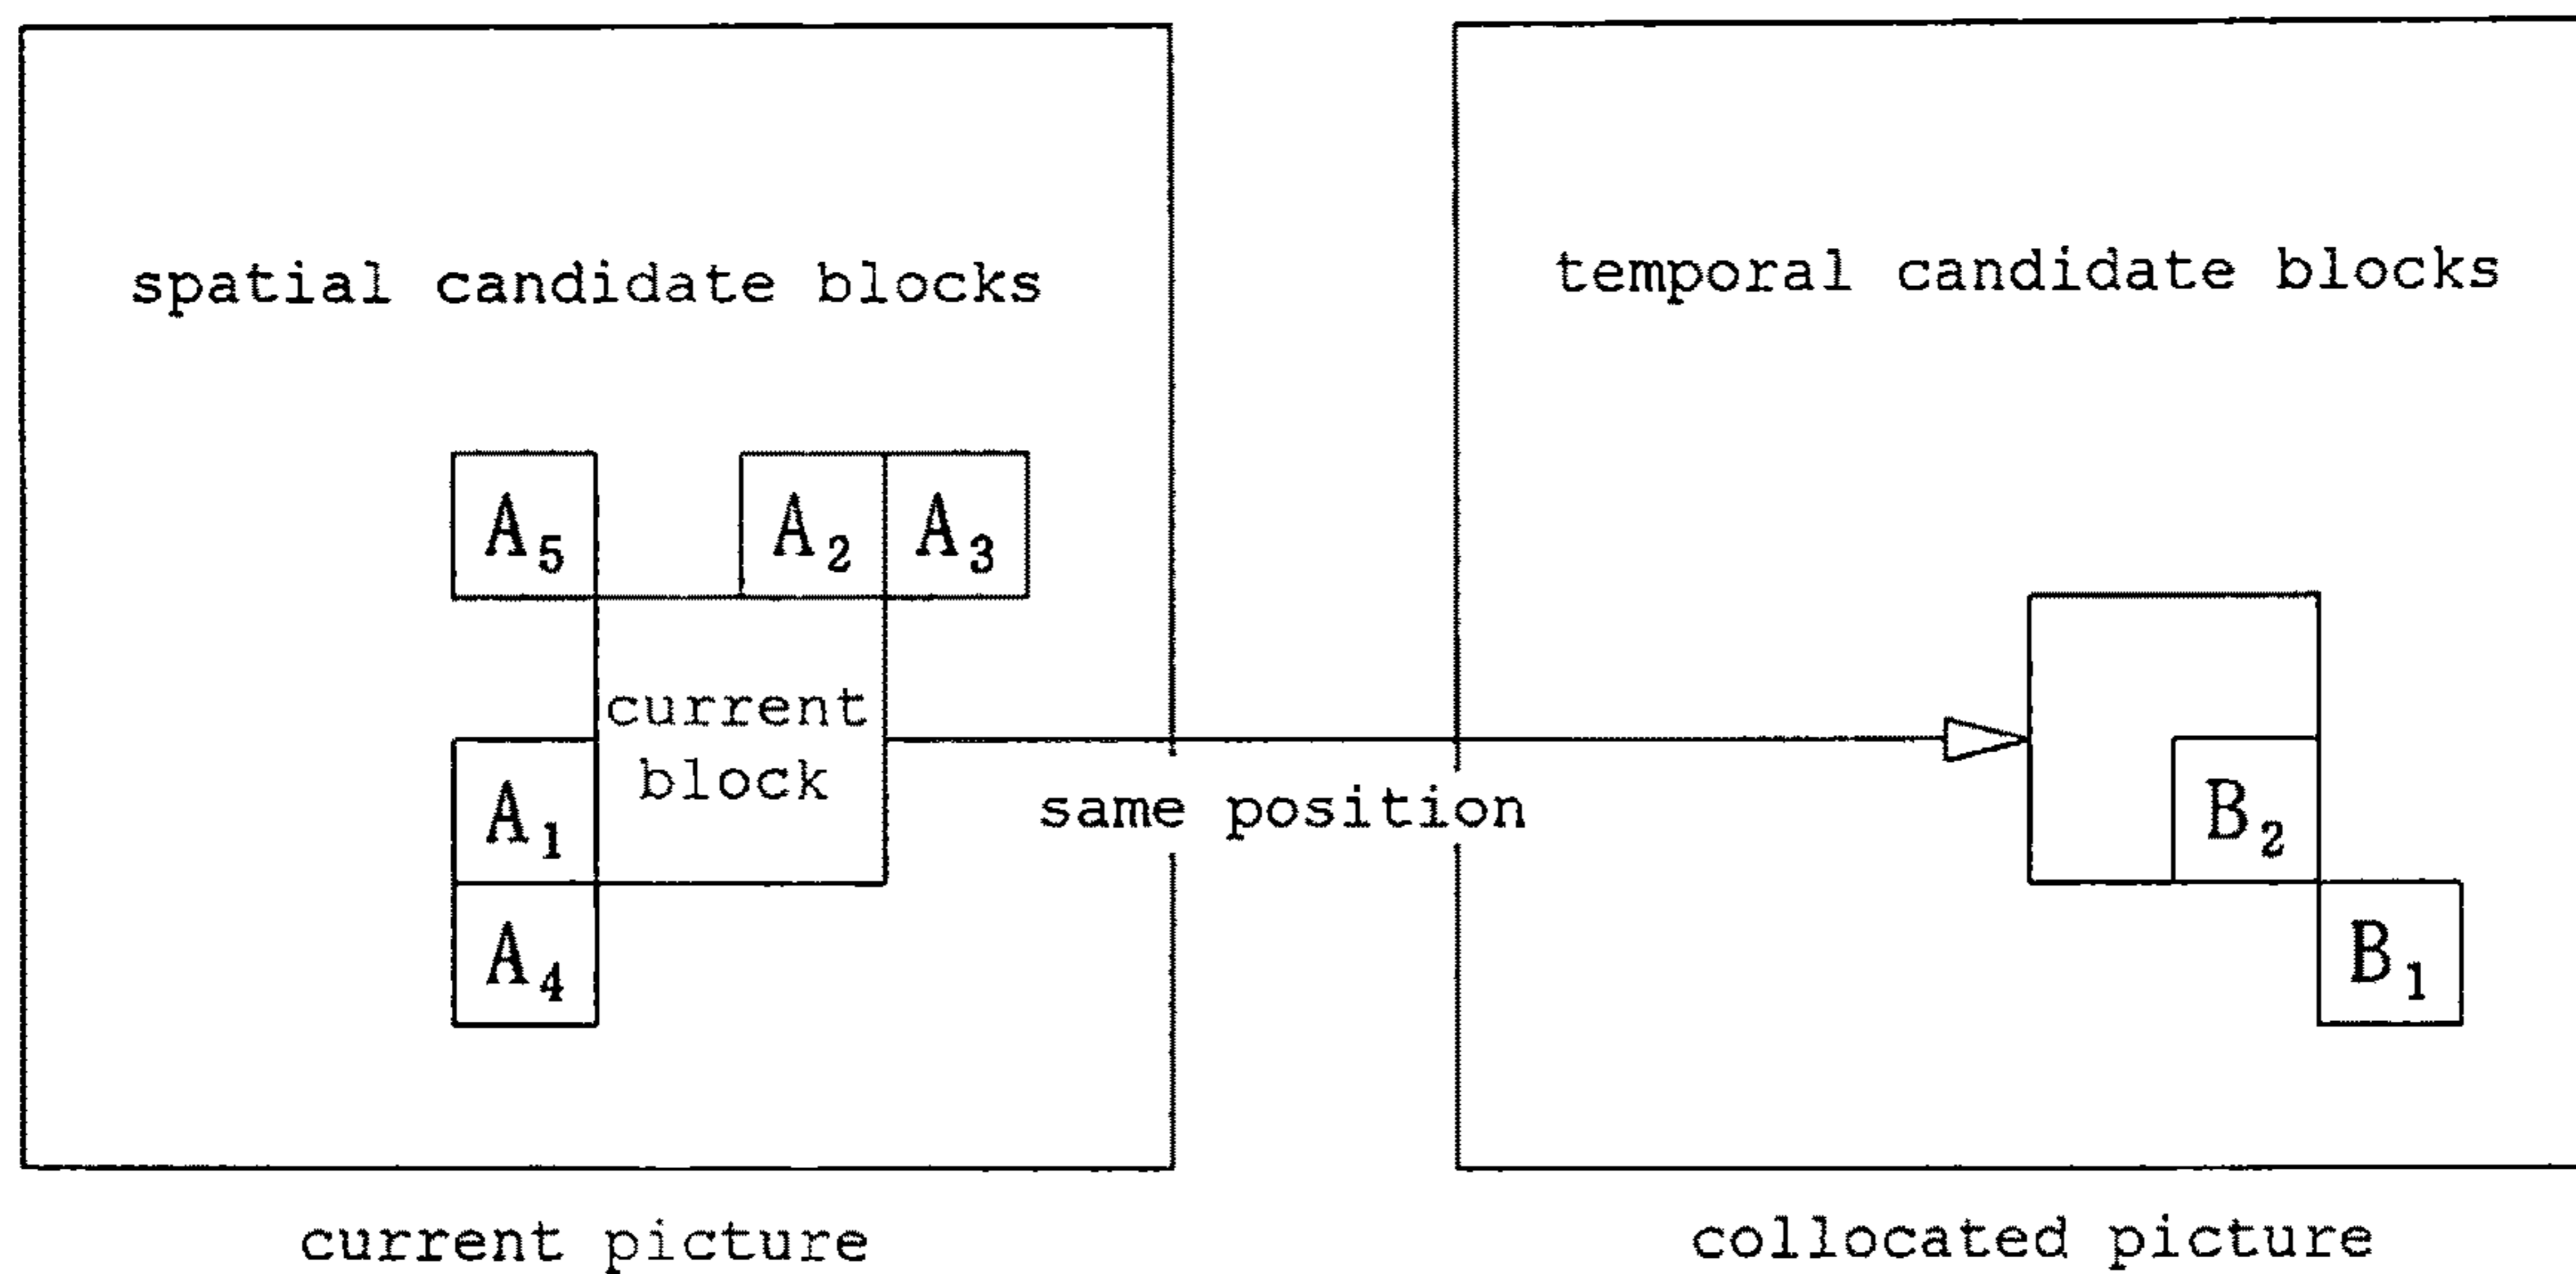 spatial candidate blocks
temporal candidate blocks
A5
A2
A3
current
block
A1
A4
same position
B2
B1
current picture
collocated picture